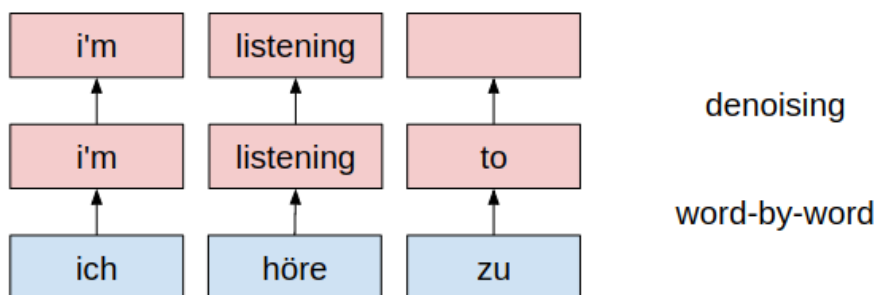 i'm listening
denoising
i'm listening to
word-by-word
ich höre zu